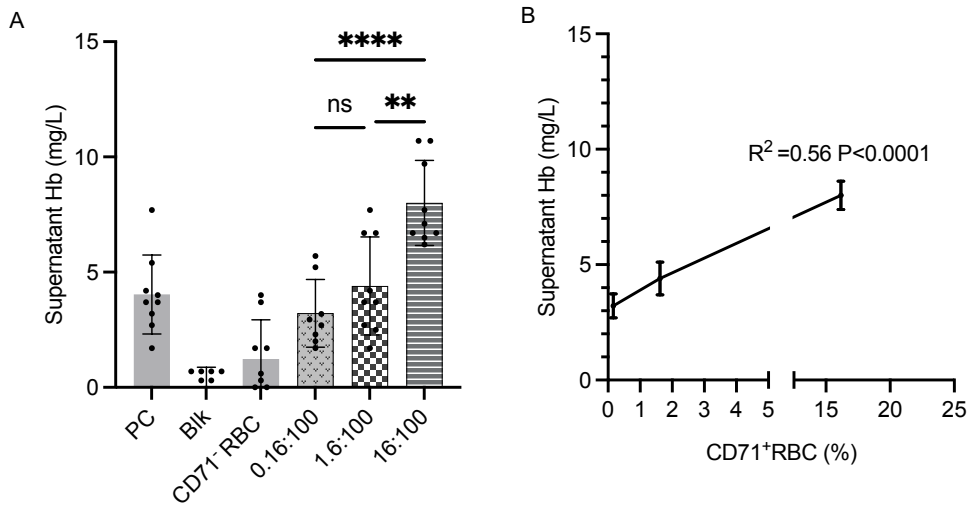 A
Supernatant Hb (mg/L)
15
10
5
0
****
ns
**
PC
Blk
CD71⁻ RBC
0.16:100
1.6:100
16:100
B
Supernatant Hb (mg/L)
15
10
5
0
R² =0.56 P<0.0001
0 1 2 3 4 5 15 20 25
CD71⁺RBC (%)